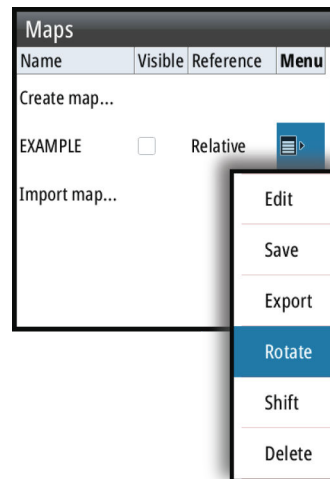 Maps
Name Visible Reference Menu
Create map...
EXAMPLE Relative
Import map...
Edit
Save
Export
Rotate
Shift
Delete